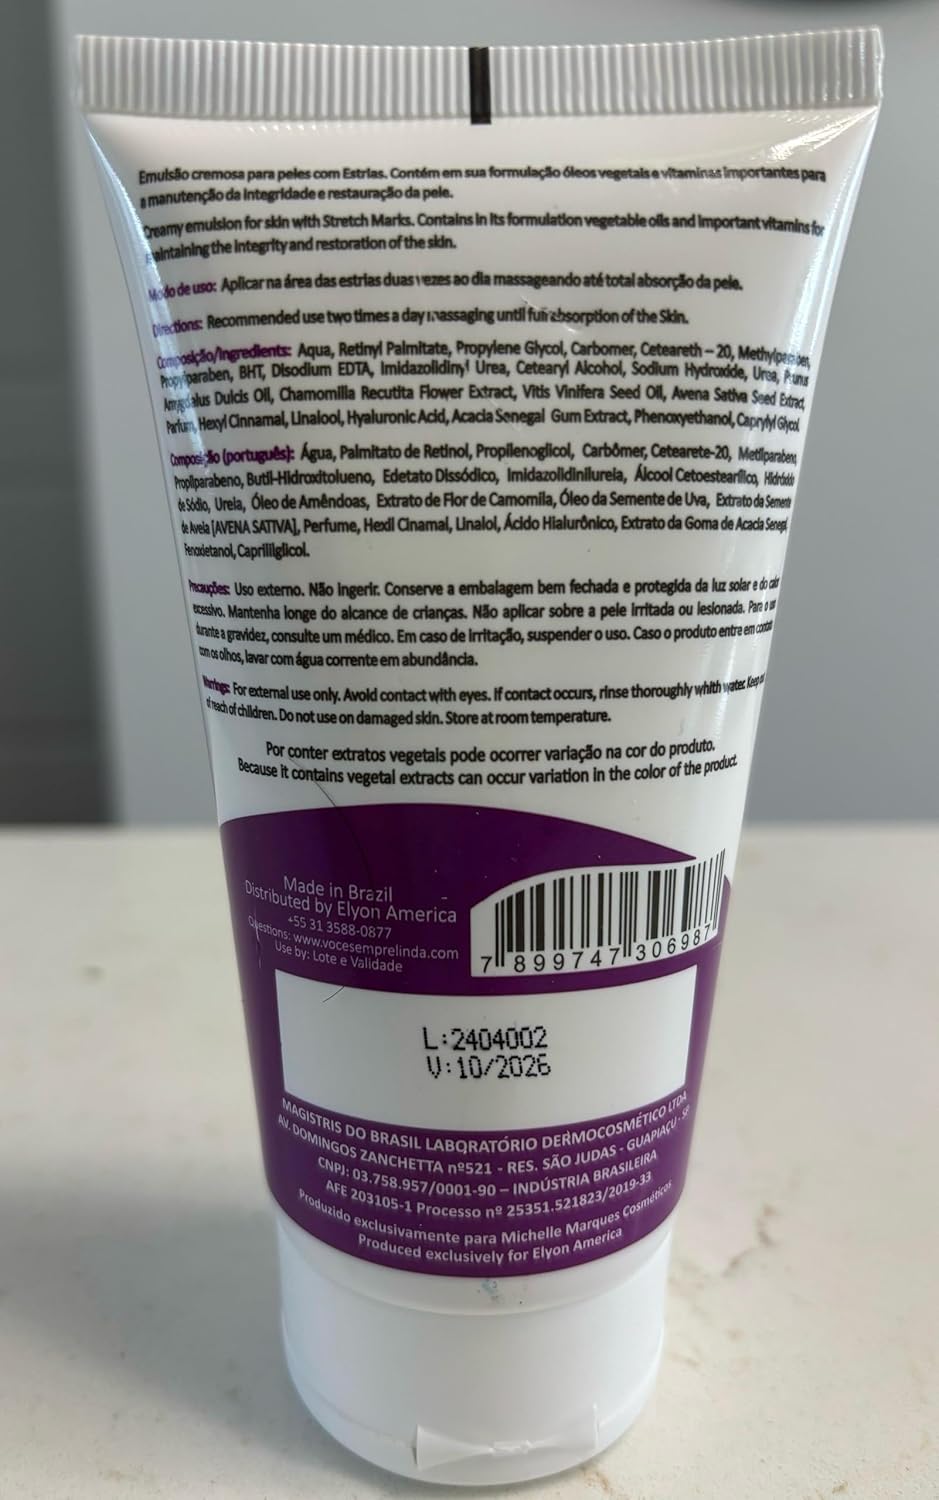 Emulsão cremosa para peles com Estrias. Contém em sua formulação óleos vegetais e vitaminas importantes para
a manutenção da integridade e restauração da pele.
Creamy emulsion for skin with Stretch Marks. Contains in its formulation vegetable oils and important vitamins for
maintaining the integrity and restoration of the skin.
Modo de uso: Aplicar na área das estrias duas vezes ao dia massageando até total absorção da pele.
Directions: Recommended use two times a day massaging until full absorption of the Skin.
Composição/Ingredients: Aqua, Retinyl Palmitate, Propylene Glycol, Carbomer, Ceteareth – 20, Methylparaben,
Propylparaben, BHT, Disodium EDTA, Imidazolidinyl Urea, Cetearyl Alcohol, Sodium Hydroxide, Urea, Prunus
Amygdalus Dulcis Oil, Chamomilla Recutita Flower Extract, Vitis Vinifera Seed Oil, Avena Sativa Seed Extract,
Parfum, Hexyl Cinnamal, Linalool, Hyaluronic Acid, Acacia Senegal Gum Extract, Phenoxyethanol, Caprylyl Glycol
Composição (português): Água, Palmitato de Retinol, Propilenoglicol, Carbômer, Cetearete-20, Metilparabeno,
Propilparabeno, Butil-Hidroxitolueno, Edetato Dissódico, Imidazolidinilureia, Álcool Cetoestearílico, Hidróxido
de Sódio, Ureia, Óleo de Amêndoas, Extrato de Flor de Camomila, Óleo da Semente de Uva, Extrato da Semente
de Aveia [AVENA SATIVA], Perfume, Hexil Cinamal, Linalol, Ácido Hialurônico, Extrato da Goma de Acacia Senegal,
Fenoxietanol, Caprililglicol.
Precauções: Uso externo. Não ingerir. Conserve a embalagem bem fechada e protegida da luz solar e do calor
excessivo. Mantenha longe do alcance de crianças. Não aplicar sobre a pele irritada ou lesionada. Para o uso
durante a gravidez, consulte um médico. Em caso de irritação, suspender o uso. Caso o produto entre em contato
com os olhos, lavar com água corrente em abundância.
Warnings: For external use only. Avoid contact with eyes. If contact occurs, rinse thoroughly whith water. Keep out
of reach of children. Do not use on damaged skin. Store at room temperature.
Por conter extratos vegetais pode ocorrer variação na cor do produto.
Because it contains vegetal extracts can occur variation in the color of the product.
Made in Brazil
Distributed by Elyon America
+55 31 3588-0877
Questions: www.vocesemprelinda.com
Use by: Lote e Validade
7 899747 306987
L:2404002
V:10/2026
MAGISTRIS DO BRASIL LABORATÓRIO DERMOCOSMÉTICO LTDA
AV. DOMINGOS ZANCHETTA nº521 - RES. SÃO JUDAS - GUAPIAÇU - SP
CNPJ: 03.758.957/0001-90 – INDÚSTRIA BRASILEIRA
AFE 203105-1 Processo nº 25351.521823/2019-33
Produzido exclusivamente para Michelle Marques Cosméticos
Produced exclusively for Elyon America